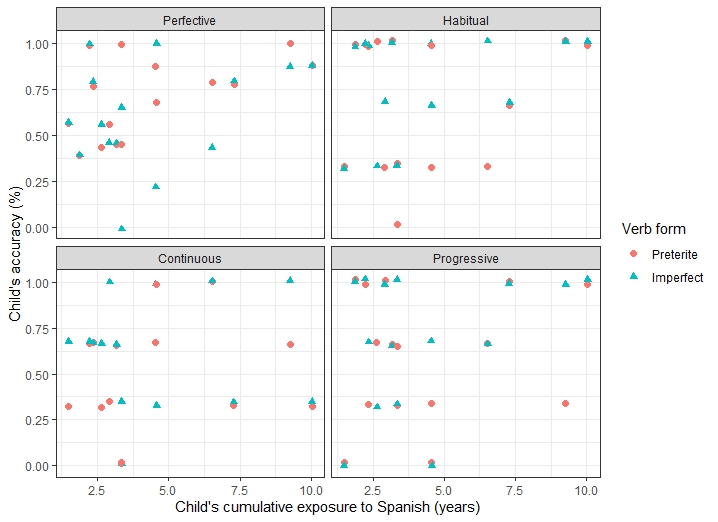 Perfective
Habitual
1.00
0.75
0.50
0.25
0.00
Child's accuracy (%)
Continuous
Progressive
1.00
0.75
0.50
0.25
0.00
2.5 5.0 7.5 10.0
2.5 5.0 7.5 10.0
Child's cumulative exposure to Spanish (years)
Verb form
Preterite
Imperfect